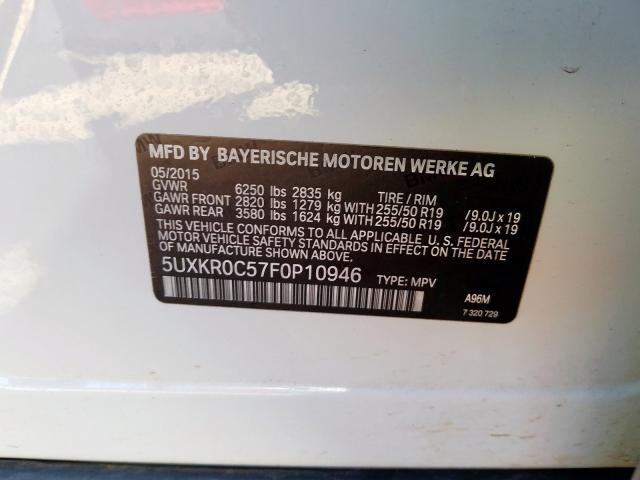 MFD BY BAYERISCHE MOTOREN WERKE AG
05/2015
GVWR 6250 lbs 2835 kg TIRE / RIM
GAWR FRONT 2820 lbs 1279 kg WITH 255/50 R19 /9.0J x 19
GAWR REAR 3580 lbs 1624 kg WITH 255/50 R19 /9.0J x 19
THIS VEHICLE CONFORMS TO ALL APPLICABLE U. S. FEDERAL
MOTOR VEHICLE SAFETY STANDARDS IN EFFECT ON THE DATE
OF MANUFACTURE SHOWN ABOVE.
5UXKR0C57F0P10946 TYPE: MPV
A96M
7 320 729